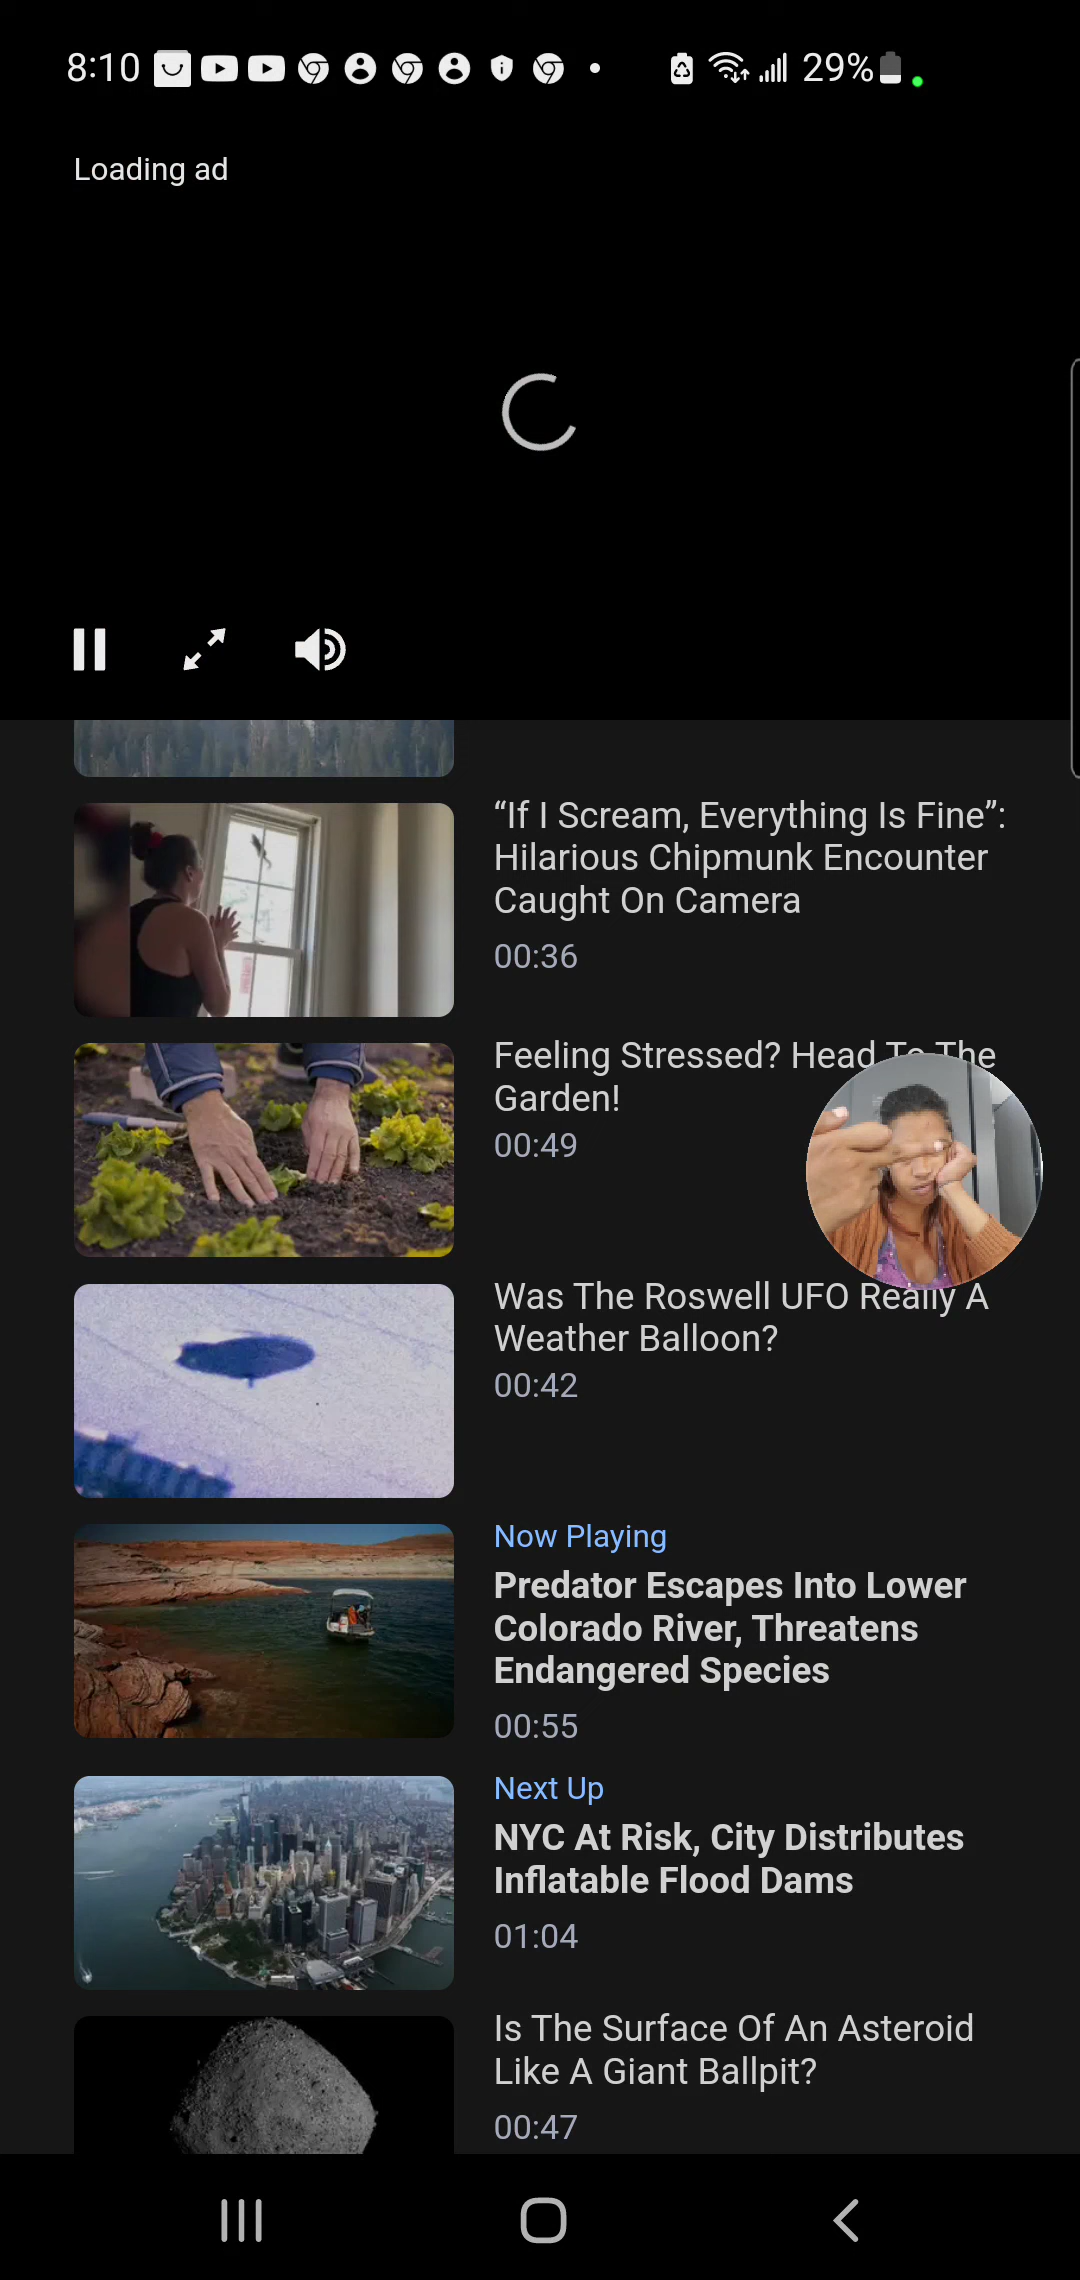 8:10
29%
Loading ad
“If I Scream, Everything Is Fine”:
Hilarious Chipmunk Encounter
Caught On Camera
00:36
Feeling Stressed? Head To The
Garden!
00:49
Was The Roswell UFO Really A
Weather Balloon?
00:42
Now Playing
Predator Escapes Into Lower
Colorado River, Threatens
Endangered Species
00:55
Next Up
NYC At Risk, City Distributes
Inflatable Flood Dams
01:04
Is The Surface Of An Asteroid
Like A Giant Ballpit?
00:47